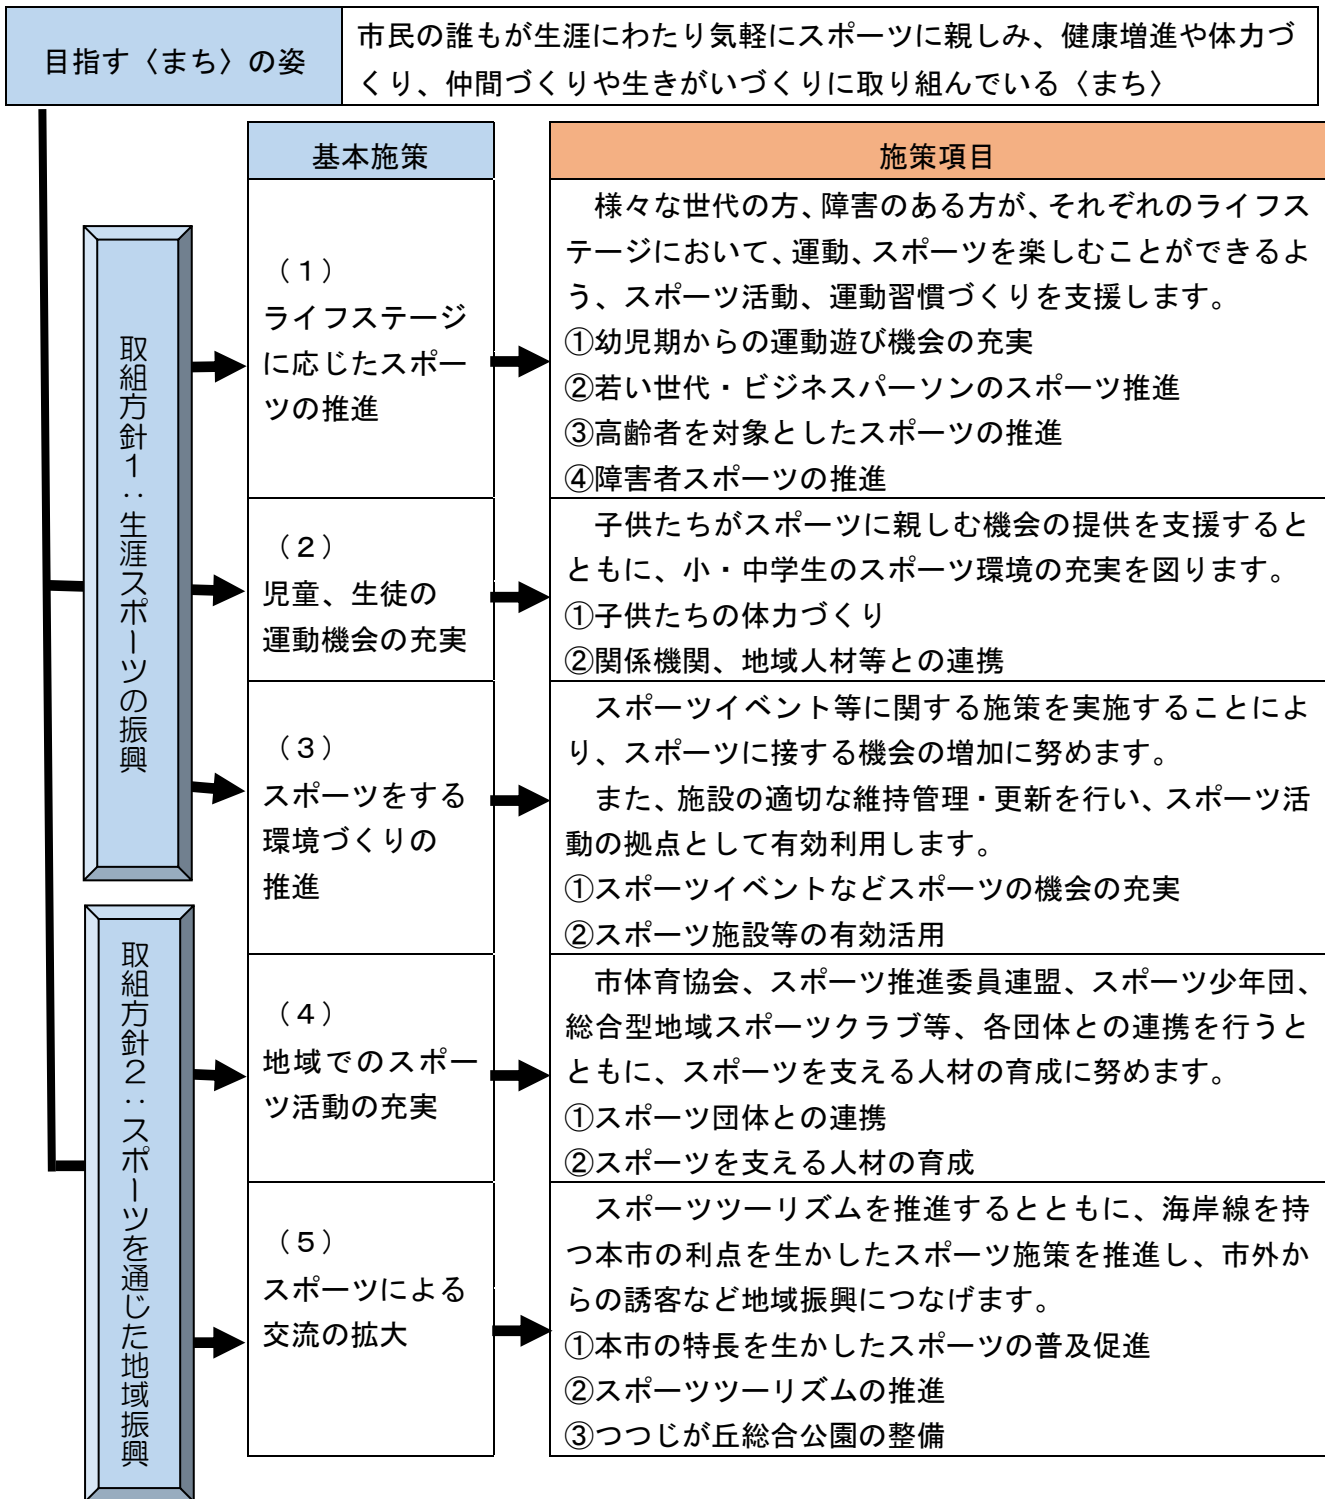 目指す〈まち〉の姿
市民の誰もが生涯にわたり気軽にスポーツに親しみ、健康増進や体力づ
くり、仲間づくりや生きがいづくりに取り組んでいる〈まち〉
基本施策
施策項目
取組方針1：生涯スポーツの振興
（１）
ライフステージ
に応じたスポー
ツの推進
様々な世代の方、障害のある方が、それぞれのライフス
テージにおいて、運動、スポーツを楽しむことができるよ
う、スポーツ活動、運動習慣づくりを支援します。
①幼児期からの運動遊び機会の充実
②若い世代・ビジネスパーソンのスポーツ推進
③高齢者を対象としたスポーツの推進
④障害者スポーツの推進
（２）
児童、生徒の
運動機会の充実
子供たちがスポーツに親しむ機会の提供を支援すると
ともに、小・中学生のスポーツ環境の充実を図ります。
①子供たちの体力づくり
②関係機関、地域人材等との連携
（３）
スポーツをする
環境づくりの
推進
スポーツイベント等に関する施策を実施することによ
り、スポーツに接する機会の増加に努めます。
また、施設の適切な維持管理・更新を行い、スポーツ活
動の拠点として有効利用します。
①スポーツイベントなどスポーツの機会の充実
②スポーツ施設等の有効活用
取組方針2：スポーツを通じた地域振興
（４）
地域でのスポー
ツ活動の充実
市体育協会、スポーツ推進委員連盟、スポーツ少年団、
総合型地域スポーツクラブ等、各団体との連携を行うと
ともに、スポーツを支える人材の育成に努めます。
①スポーツ団体との連携
②スポーツを支える人材の育成
（５）
スポーツによる
交流の拡大
スポーツツーリズムを推進するとともに、海岸線を持
つ本市の利点を生かしたスポーツ施策を推進し、市外か
らの誘客など地域振興につなげます。
①本市の特長を生かしたスポーツの普及促進
②スポーツツーリズムの推進
③つつじが丘総合公園の整備